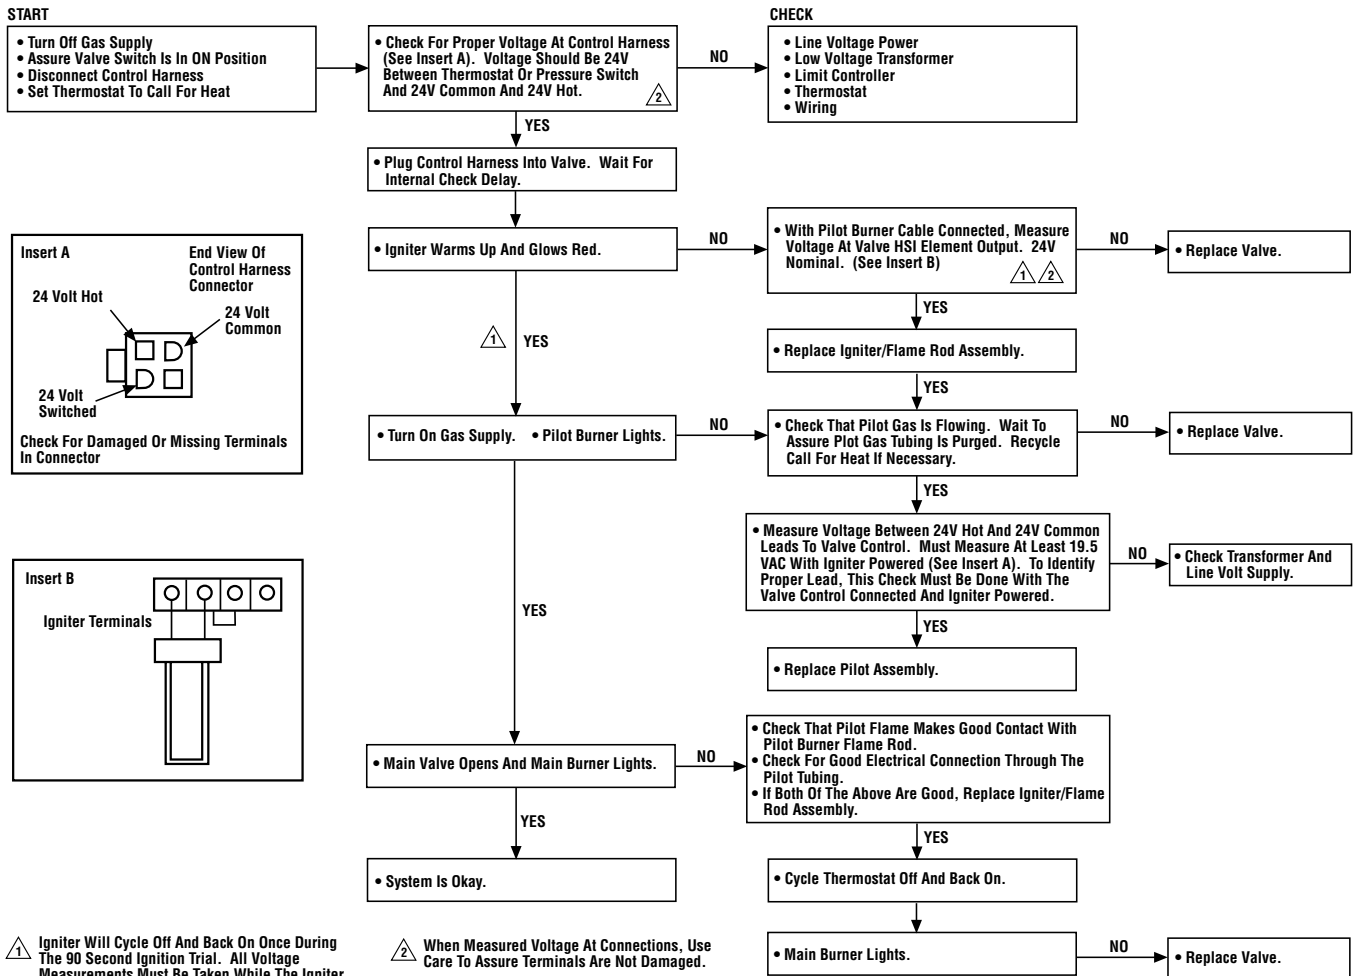 START
• Turn Off Gas Supply
• Assure Valve Switch Is In ON Position
• Disconnect Control Harness
• Set Thermostat To Call For Heat
• Check For Proper Voltage At Control Harness
(See Insert A). Voltage Should Be 24V
Between Thermostat Or Pressure Switch
And 24V Common And 24V Hot.
2
NO
CHECK
• Line Voltage Power
• Low Voltage Transformer
• Limit Controller
• Thermostat
• Wiring
YES
• Plug Control Harness Into Valve. Wait For
Internal Check Delay.
• Igniter Warms Up And Glows Red.
NO
• With Pilot Burner Cable Connected, Measure
Voltage At Valve HSI Element Output. 24V
Nominal. (See Insert B)
1 2
NO
• Replace Valve.
YES
• Replace Igniter/Flame Rod Assembly.
YES
Insert A
End View Of
Control Harness
Connector
24 Volt Hot
24 Volt
Common
24 Volt
Switched
Check For Damaged Or Missing Terminals
In Connector
1
YES
• Turn On Gas Supply. • Pilot Burner Lights.
NO
• Check That Pilot Gas Is Flowing. Wait To
Assure Plot Gas Tubing Is Purged. Recycle
Call For Heat If Necessary.
NO
• Replace Valve.
YES
• Measure Voltage Between 24V Hot And 24V Common
Leads To Valve Control. Must Measure At Least 19.5
VAC With Igniter Powered (See Insert A). To Identify
Proper Lead, This Check Must Be Done With The
Valve Control Connected And Igniter Powered.
NO
• Check Transformer And
Line Volt Supply.
YES
• Replace Pilot Assembly.
Insert B
Igniter Terminals
YES
• Main Valve Opens And Main Burner Lights.
NO
• Check That Pilot Flame Makes Good Contact With
Pilot Burner Flame Rod.
• Check For Good Electrical Connection Through The
Pilot Tubing.
• If Both Of The Above Are Good, Replace Igniter/Flame
Rod Assembly.
YES
• System Is Okay.
YES
• Cycle Thermostat Off And Back On.
• Main Burner Lights.
NO
• Replace Valve.
1 Igniter Will Cycle Off And Back On Once During
The 90 Second Ignition Trial. All Voltage
Measurements Must Be Taken While The Igniter
2 When Measured Voltage At Connections, Use
Care To Assure Terminals Are Not Damaged.